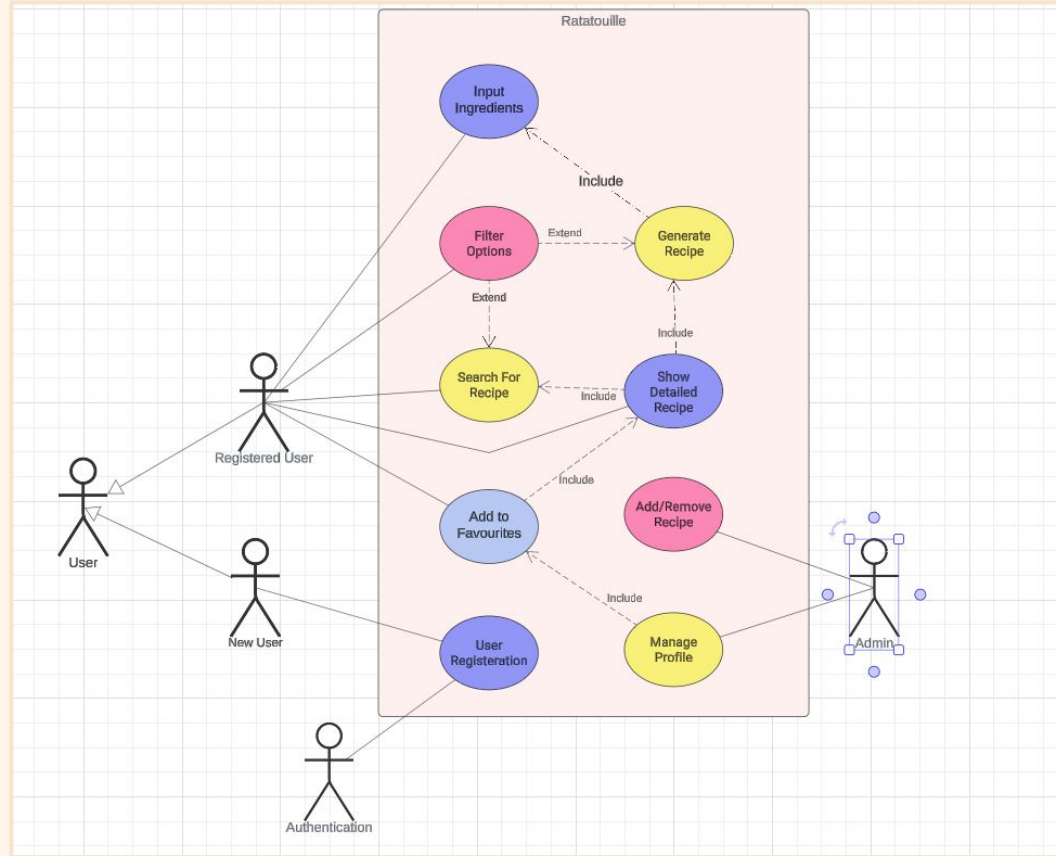 Ratatouille
Input
Ingredients
Include
Filter
Options
Extend
Generate
Recipe
Extend
Include
Search For
Recipe
Include
Show
Detailed
Recipe
Registered User
Include
User
Add to
Favourites
Add/Remove
Recipe
New User
Include
User
Registeration
Manage
Profile
Admin
Authentication